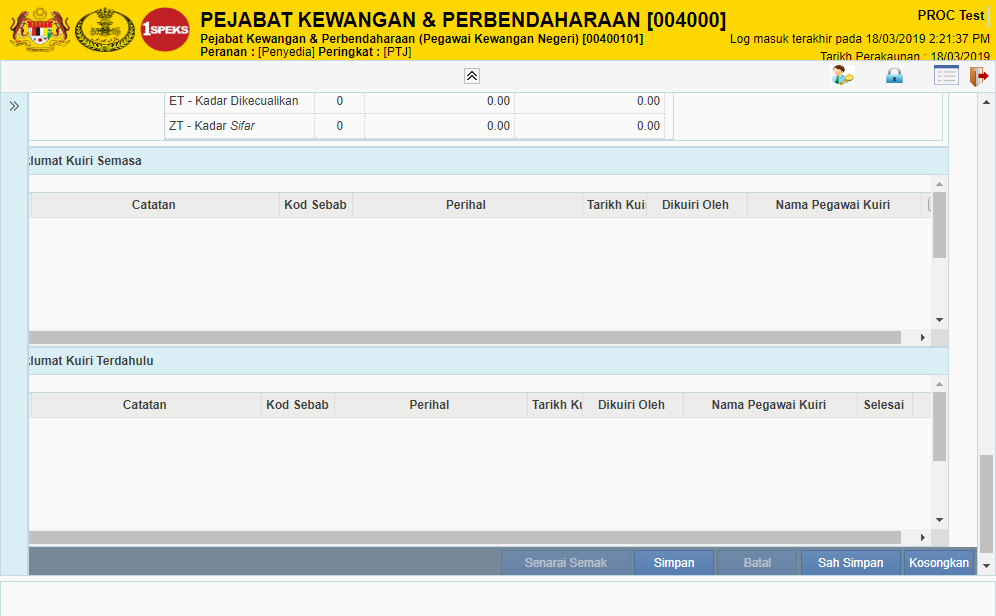 1SPEKS
PEJABAT KEWANGAN & PERBENDAHARAAN [004000]
Pejabat Kewangan & Perbendaharaan (Pegawai Kewangan Negeri) [00400101]
Peranan : [Penyedia] Peringkat : [PTJ]
PROC Test
Log masuk terakhir pada 18/03/2019 2:21:37 PM
Tarikh Perakaunan : 18/03/2019
ET - Kadar Dikecualikan 0 0.00 0.00
ZT - Kadar Sifar 0 0.00 0.00
lumat Kuiri Semasa
Catatan Kod Sebab Perihal Tarikh Kui Dikuiri Oleh Nama Pegawai Kuiri
lumat Kuiri Terdahulu
Catatan Kod Sebab Perihal Tarikh Ku Dikuiri Oleh Nama Pegawai Kuiri Selesai
Senarai Semak Simpan Batal Sah Simpan Kosongkan